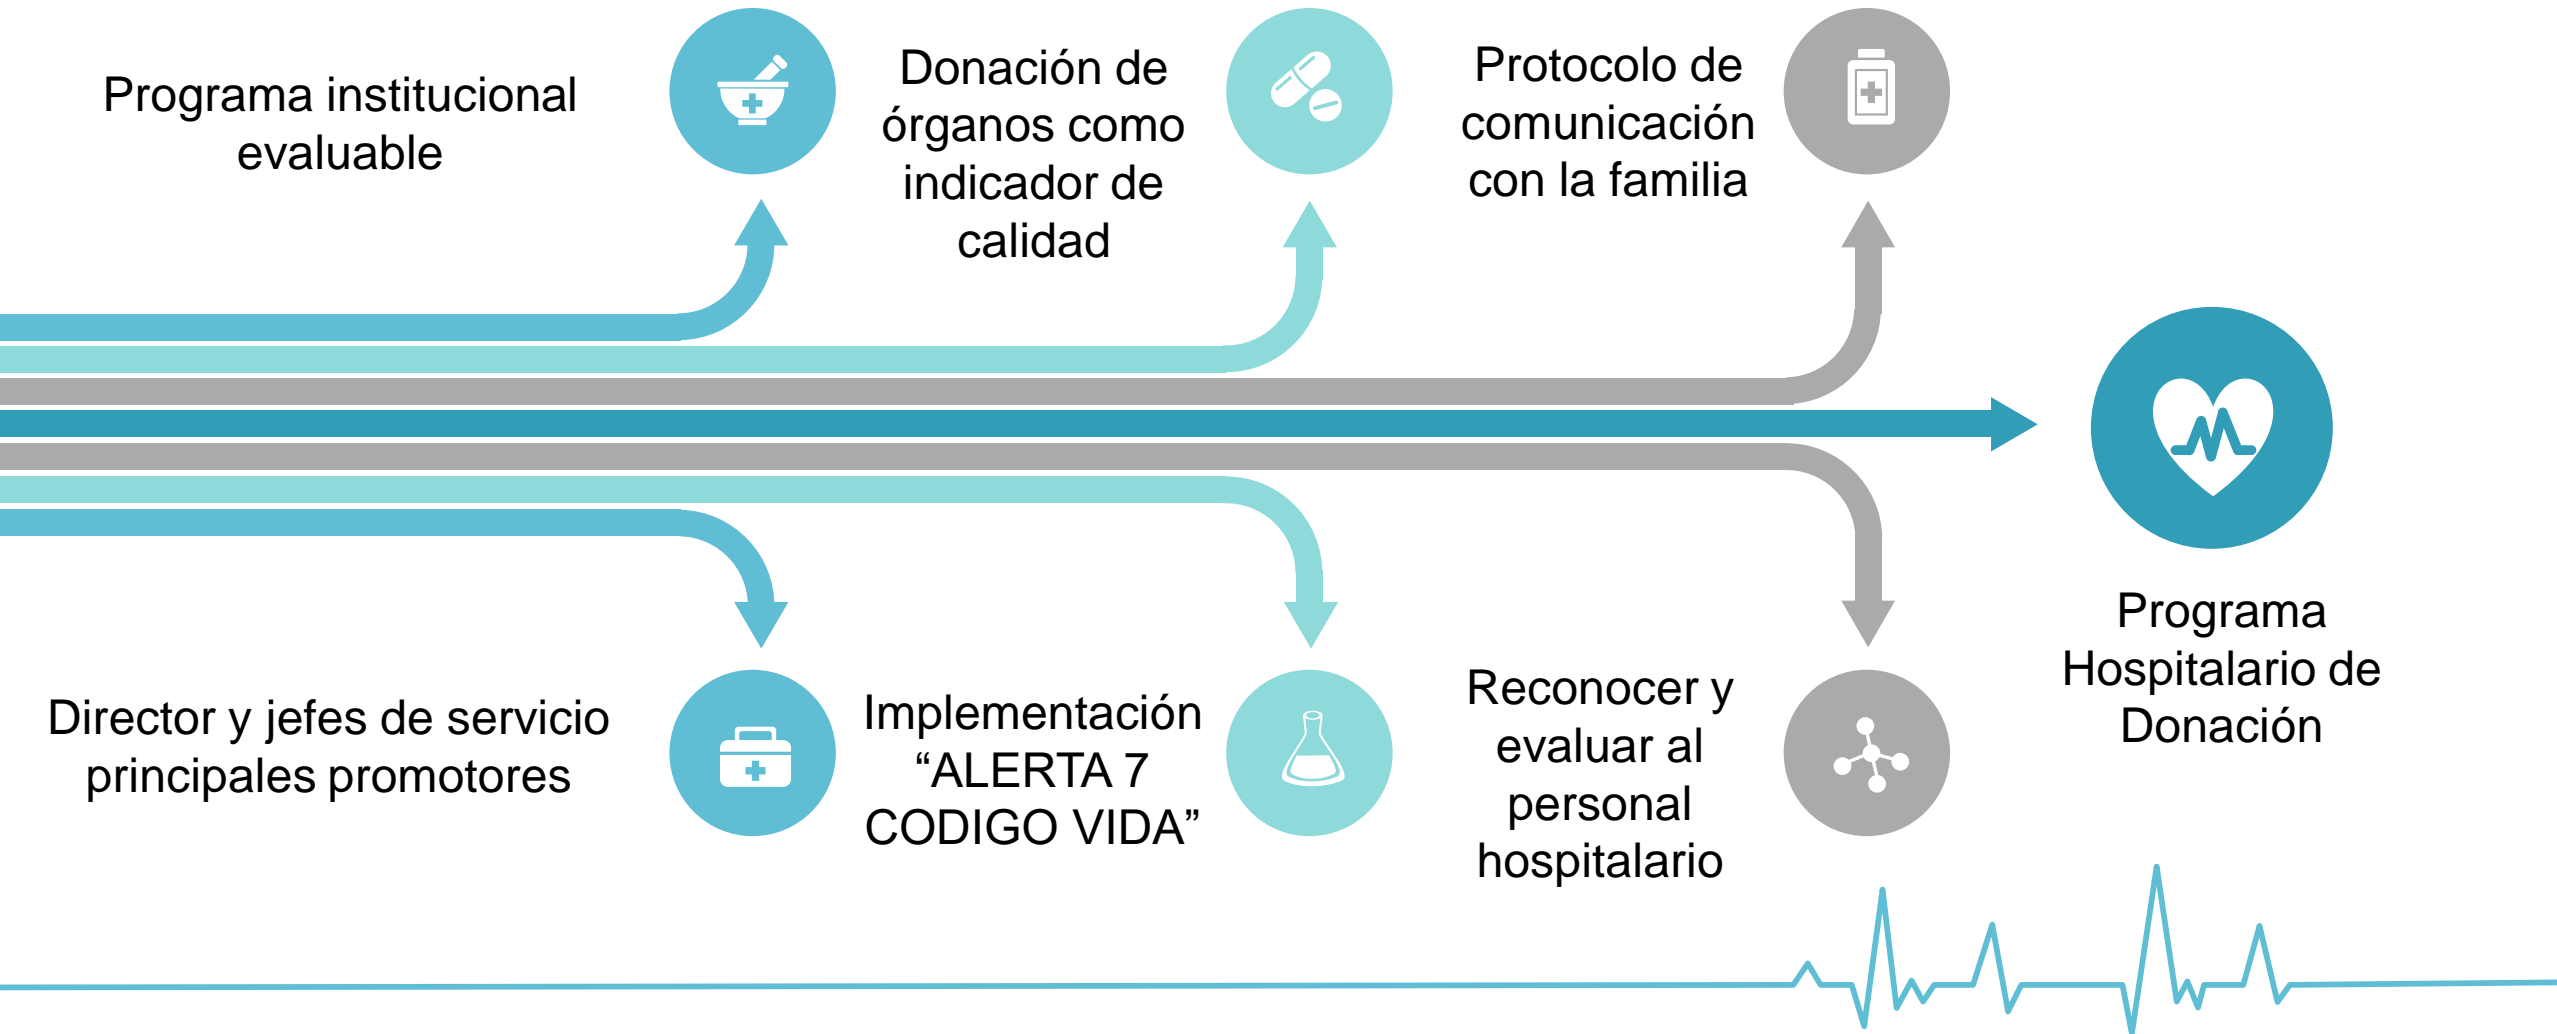 Programa institucional
evaluable
Donación de
órganos como
indicador de
calidad
Protocolo de
comunicación
con la familia
Director y jefes de servicio
principales promotores
Implementación
“ALERTA 7
CODIGO VIDA”
Reconocer y
evaluar al
personal
hospitalario
Programa
Hospitalario de
Donación